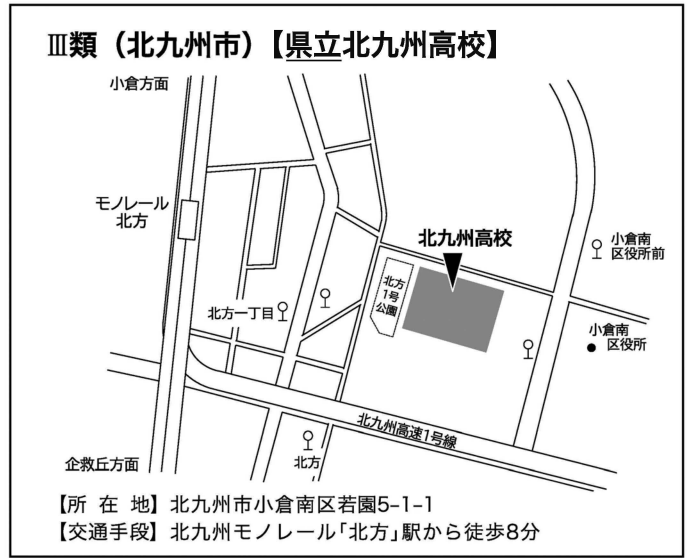 Ⅲ類（北九州市）【県立北九州高校】
小倉方面
モノレール
北方
北九州高校
小倉南
区役所前
北方
1号
公園
北方一丁目
小倉南
区役所
北九州高速1号線
北方
企救丘方面
【所 在 地】北九州市小倉南区若園5-1-1
【交通手段】北九州モノレール「北方」駅から徒歩8分